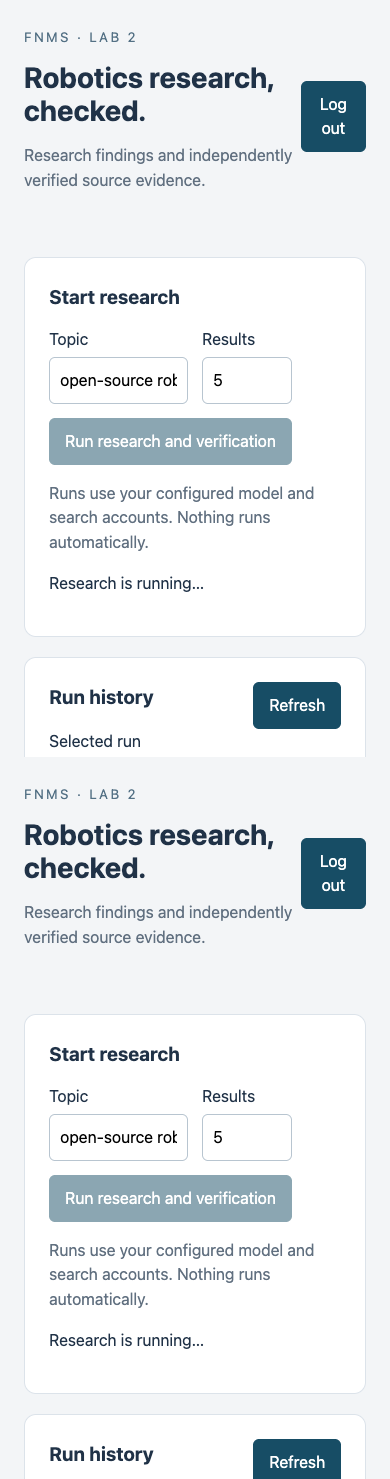 FNMS · LAB 2
Robotics research,
checked.
Log
out
Research findings and independently
verified source evidence.
Start research
Topic
Results
open-source rob
5
Run research and verification
Runs use your configured model and
search accounts. Nothing runs
automatically.
Research is running...
Run history
Refresh
Selected run
FNMS · LAB 2
Robotics research,
checked.
Log
out
Research findings and independently
verified source evidence.
Start research
Topic
Results
open-source rob
5
Run research and verification
Runs use your configured model and
search accounts. Nothing runs
automatically.
Research is running...
Run history
Refresh